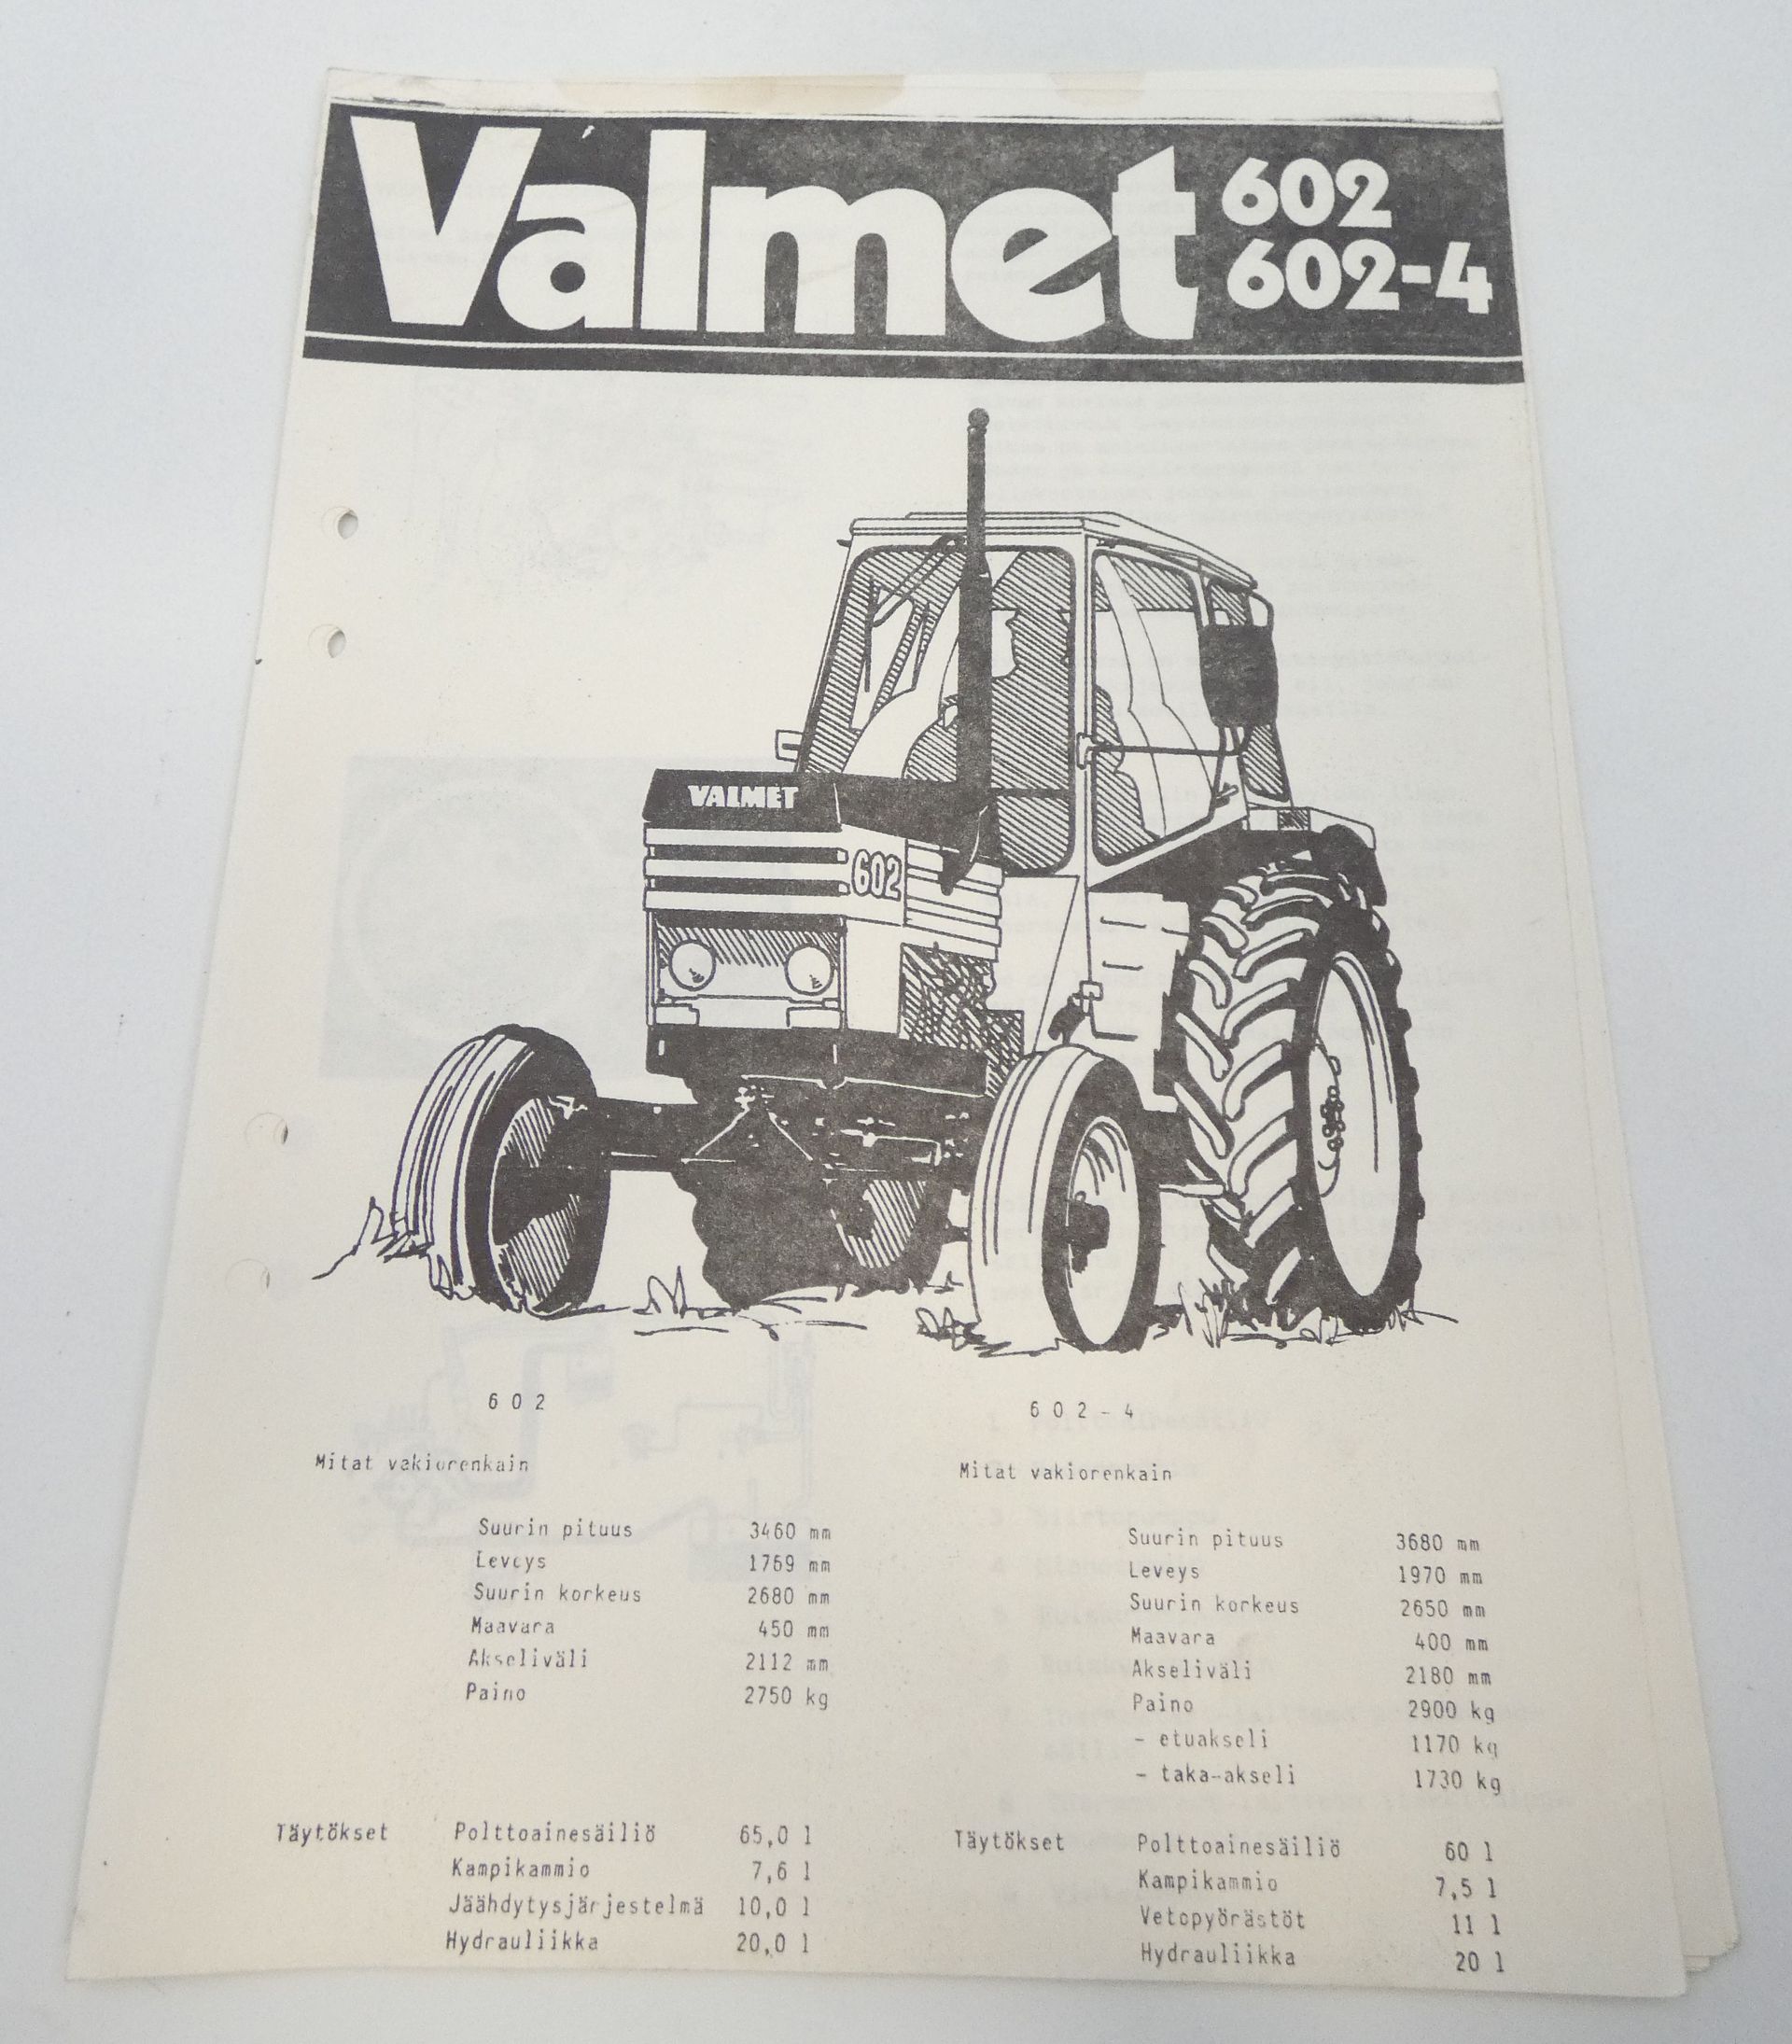 Valmet 602
602-4
VALMET
602
602
Mitat vakiorenkain
Suurin pituus 3460 mm
Leveys 1769 mm
Suurin korkeus 2680 mm
Maavara 450 mm
Akseliväli 2112 mm
Paino 2750 kg
Täytökset Polttoainesäiliö 65,0 l
Kampikammio 7,6 l
Jäähdytysjärjestelmä 10,0 l
Hydrauliikka 20,0 l
602-4
Mitat vakiorenkain
Suurin pituus 3680 mm
Leveys 1970 mm
Suurin korkeus 2650 mm
Maavara 400 mm
Akseliväli 2180 mm
Paino 2900 kg
- etuakseli 1170 kg
- taka-akseli 1730 kg
Täytökset Polttoainesäiliö 60 l
Kampikammio 7,5 l
Vetopyörästöt 11 l
Hydrauliikka 20 l